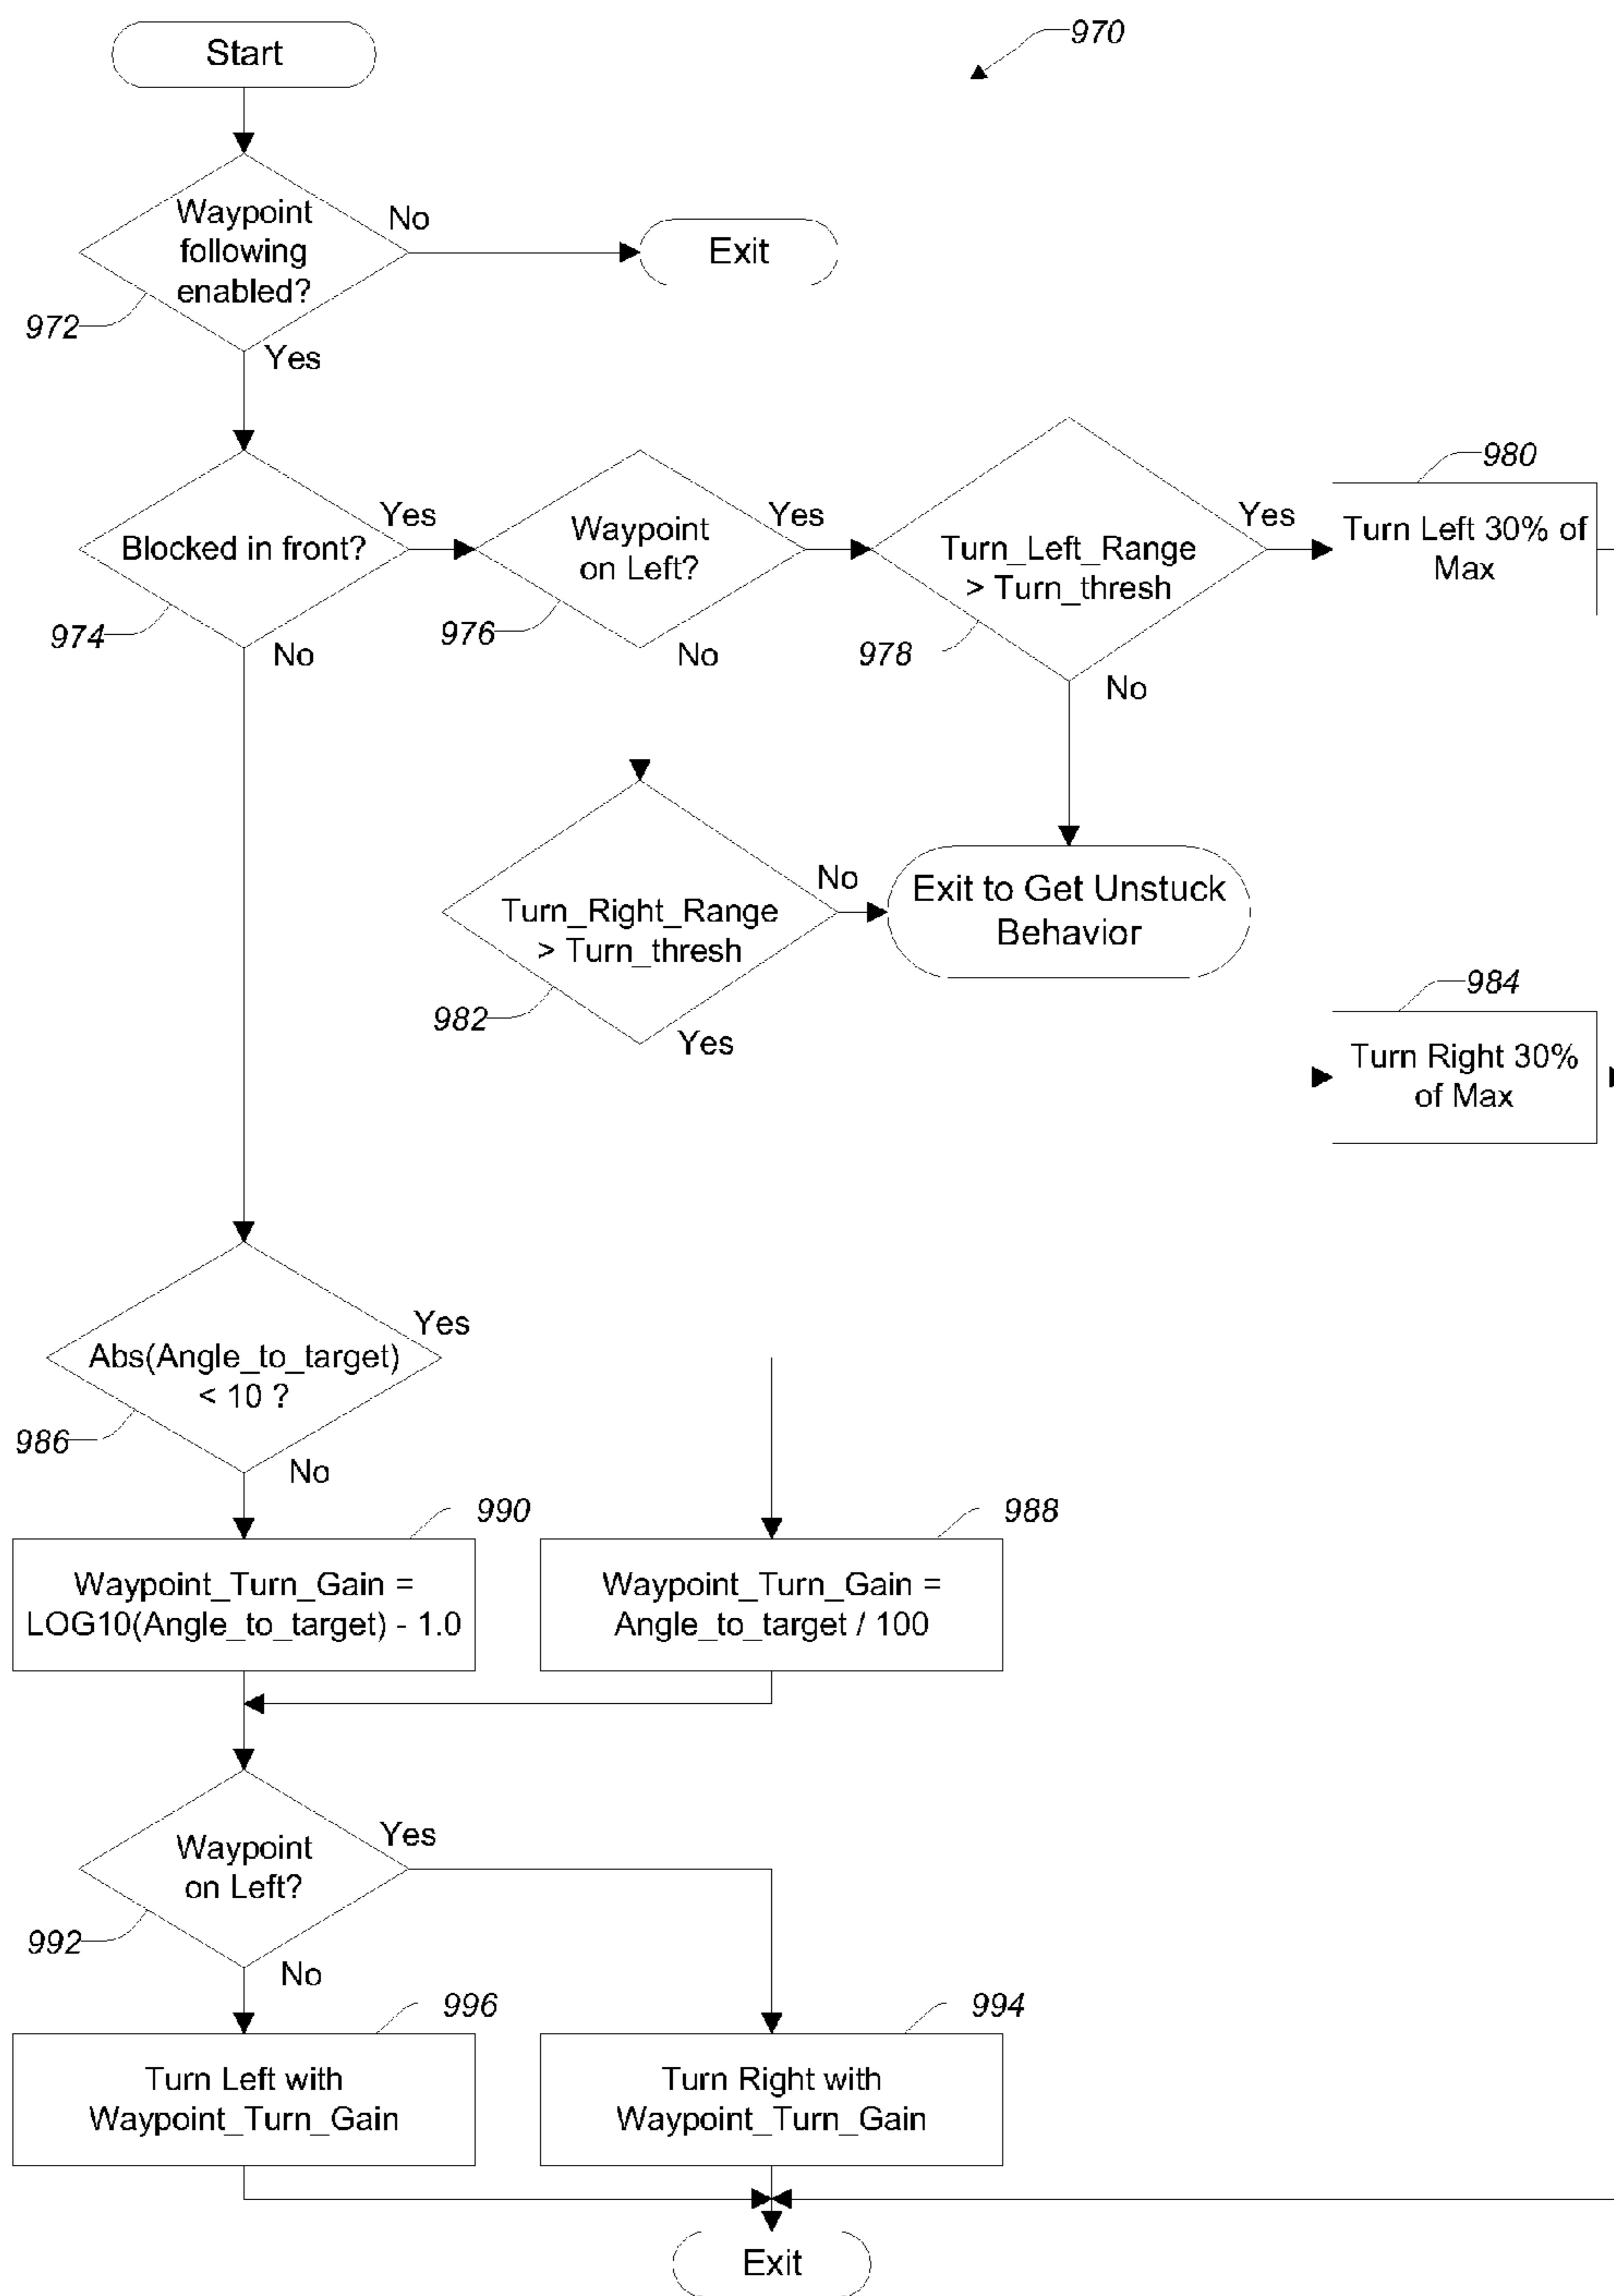 Start
970
Waypoint
following
enabled?
No
Exit
972
Yes
Blocked in front?
Yes
974
No
Waypoint
on Left?
Yes
976
No
Turn_Left_Range
> Turn_thresh
Yes
978
No
980
Turn Left 30% of
Max
Turn_Right_Range
> Turn_thresh
No
982
Yes
Exit to Get Unstuck
Behavior
984
Turn Right 30%
of Max
Abs(Angle_to_target)
< 10 ?
Yes
986
No
990
Waypoint_Turn_Gain =
LOG10(Angle_to_target) - 1.0
988
Waypoint_Turn_Gain =
Angle_to_target / 100
Waypoint
on Left?
Yes
992
No
996
Turn Left with
Waypoint_Turn_Gain
994
Turn Right with
Waypoint_Turn_Gain
Exit